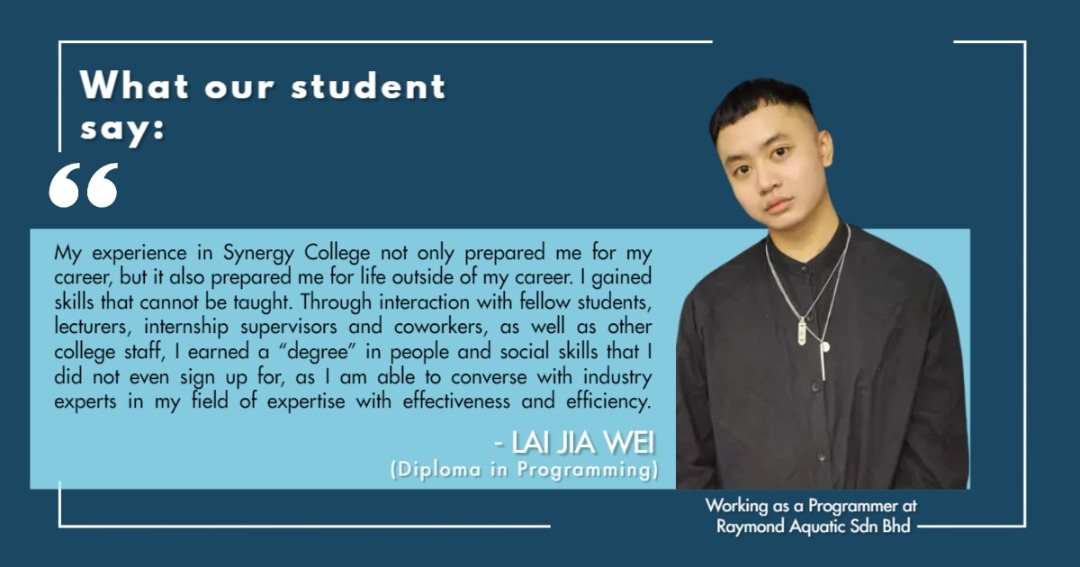 What our student
say:
“
My experience in Synergy College not only prepared me for my
career, but it also prepared me for life outside of my career. I gained
skills that cannot be taught. Through interaction with fellow students,
lecturers, internship supervisors and coworkers, as well as other
college staff, I earned a “degree” in people and social skills that I
did not even sign up for, as I am able to converse with industry
experts in my field of expertise with effectiveness and efficiency.
- LAI JIA WEI
(Diploma in Programming)
Working as a Programmer at
Raymond Aquatic Sdn Bhd